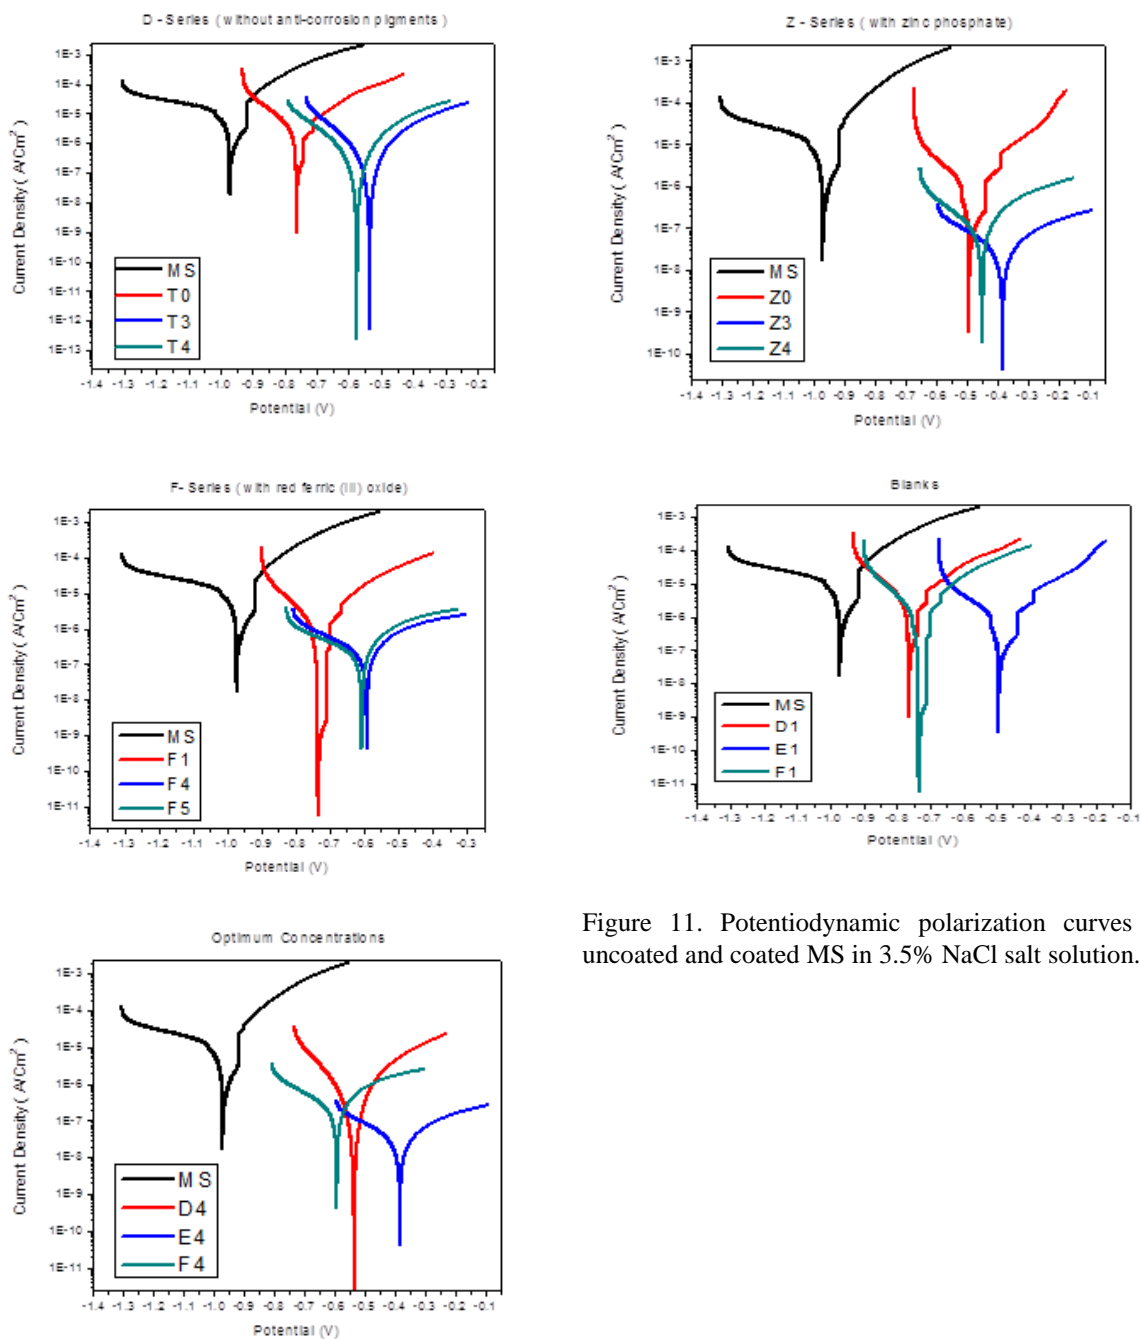 D - Series ( without anti-corrosion pigments )
Current Density ( A/Cm2 )
1E-3
1E-4
1E-5
1E-6
1E-7
1E-8
1E-9
1E-10
1E-11
1E-12
1E-13
MS
T0
T3
T4
-1.4 -1.3 -1.2 -1.1 -1.0 -0.9 -0.8 -0.7 -0.6 -0.5 -0.4 -0.3 -0.2
Potential (V)
Z - Series ( with zinc phosphate)
Current Density ( A/Cm2 )
1E-3
1E-4
1E-5
1E-6
1E-7
1E-8
1E-9
1E-10
MS
Z0
Z3
Z4
-1.4 -1.3 -1.2 -1.1 -1.0 -0.9 -0.8 -0.7 -0.6 -0.5 -0.4 -0.3 -0.2 -0.1
Potential (V)
F- Series ( with red ferric (III) oxide)
Current Density ( A/Cm2 )
1E-3
1E-4
1E-5
1E-6
1E-7
1E-8
1E-9
1E-10
1E-11
MS
F1
F4
F5
-1.4 -1.3 -1.2 -1.1 -1.0 -0.9 -0.8 -0.7 -0.6 -0.5 -0.4 -0.3
Potential (V)
Blanks
Current Density ( A/Cm2 )
1E-3
1E-4
1E-5
1E-6
1E-7
1E-8
1E-9
1E-10
1E-11
MS
D1
E1
F1
-1.4 -1.3 -1.2 -1.1 -1.0 -0.9 -0.8 -0.7 -0.6 -0.5 -0.4 -0.3 -0.2 -0.1
Potential (V)
Optimum Concentrations
Current Density ( A/Cm2 )
1E-3
1E-4
1E-5
1E-6
1E-7
1E-8
1E-9
1E-10
1E-11
MS
D4
E4
F4
-1.4 -1.3 -1.2 -1.1 -1.0 -0.9 -0.8 -0.7 -0.6 -0.5 -0.4 -0.3 -0.2 -0.1
Potential (V)
Figure 11. Potentiodynamic polarization curves
uncoated and coated MS in 3.5% NaCl salt solution.